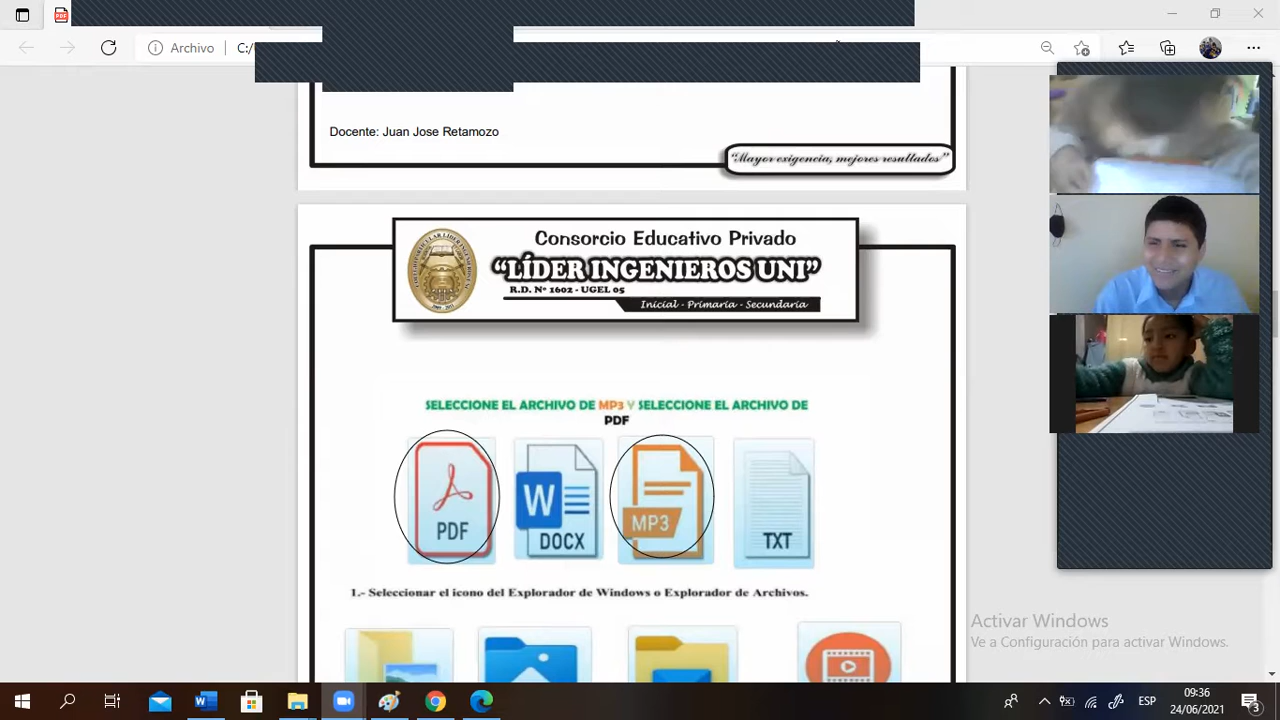 Archivo
C:/
Docente: Juan Jose Retamozo
"Mayor exigencia, mejores resultados"
Consorcio Educativo Privado
"LÍDER INGENIEROS UNI"
R.D. Nº 1602 - UGEL 05
Inicial - Primaria - Secundaria
SELECCIONE EL ARCHIVO DE MP3 Y SELECCIONE EL ARCHIVO DE
PDF
PDF
DOCX
MP3
TXT
1.- Seleccionar el icono del Explorador de Windows o Explorador de Archivos.
Activar Windows
Ve a Configuración para activar Windows.
ESP
09:36
24/06/2021
3